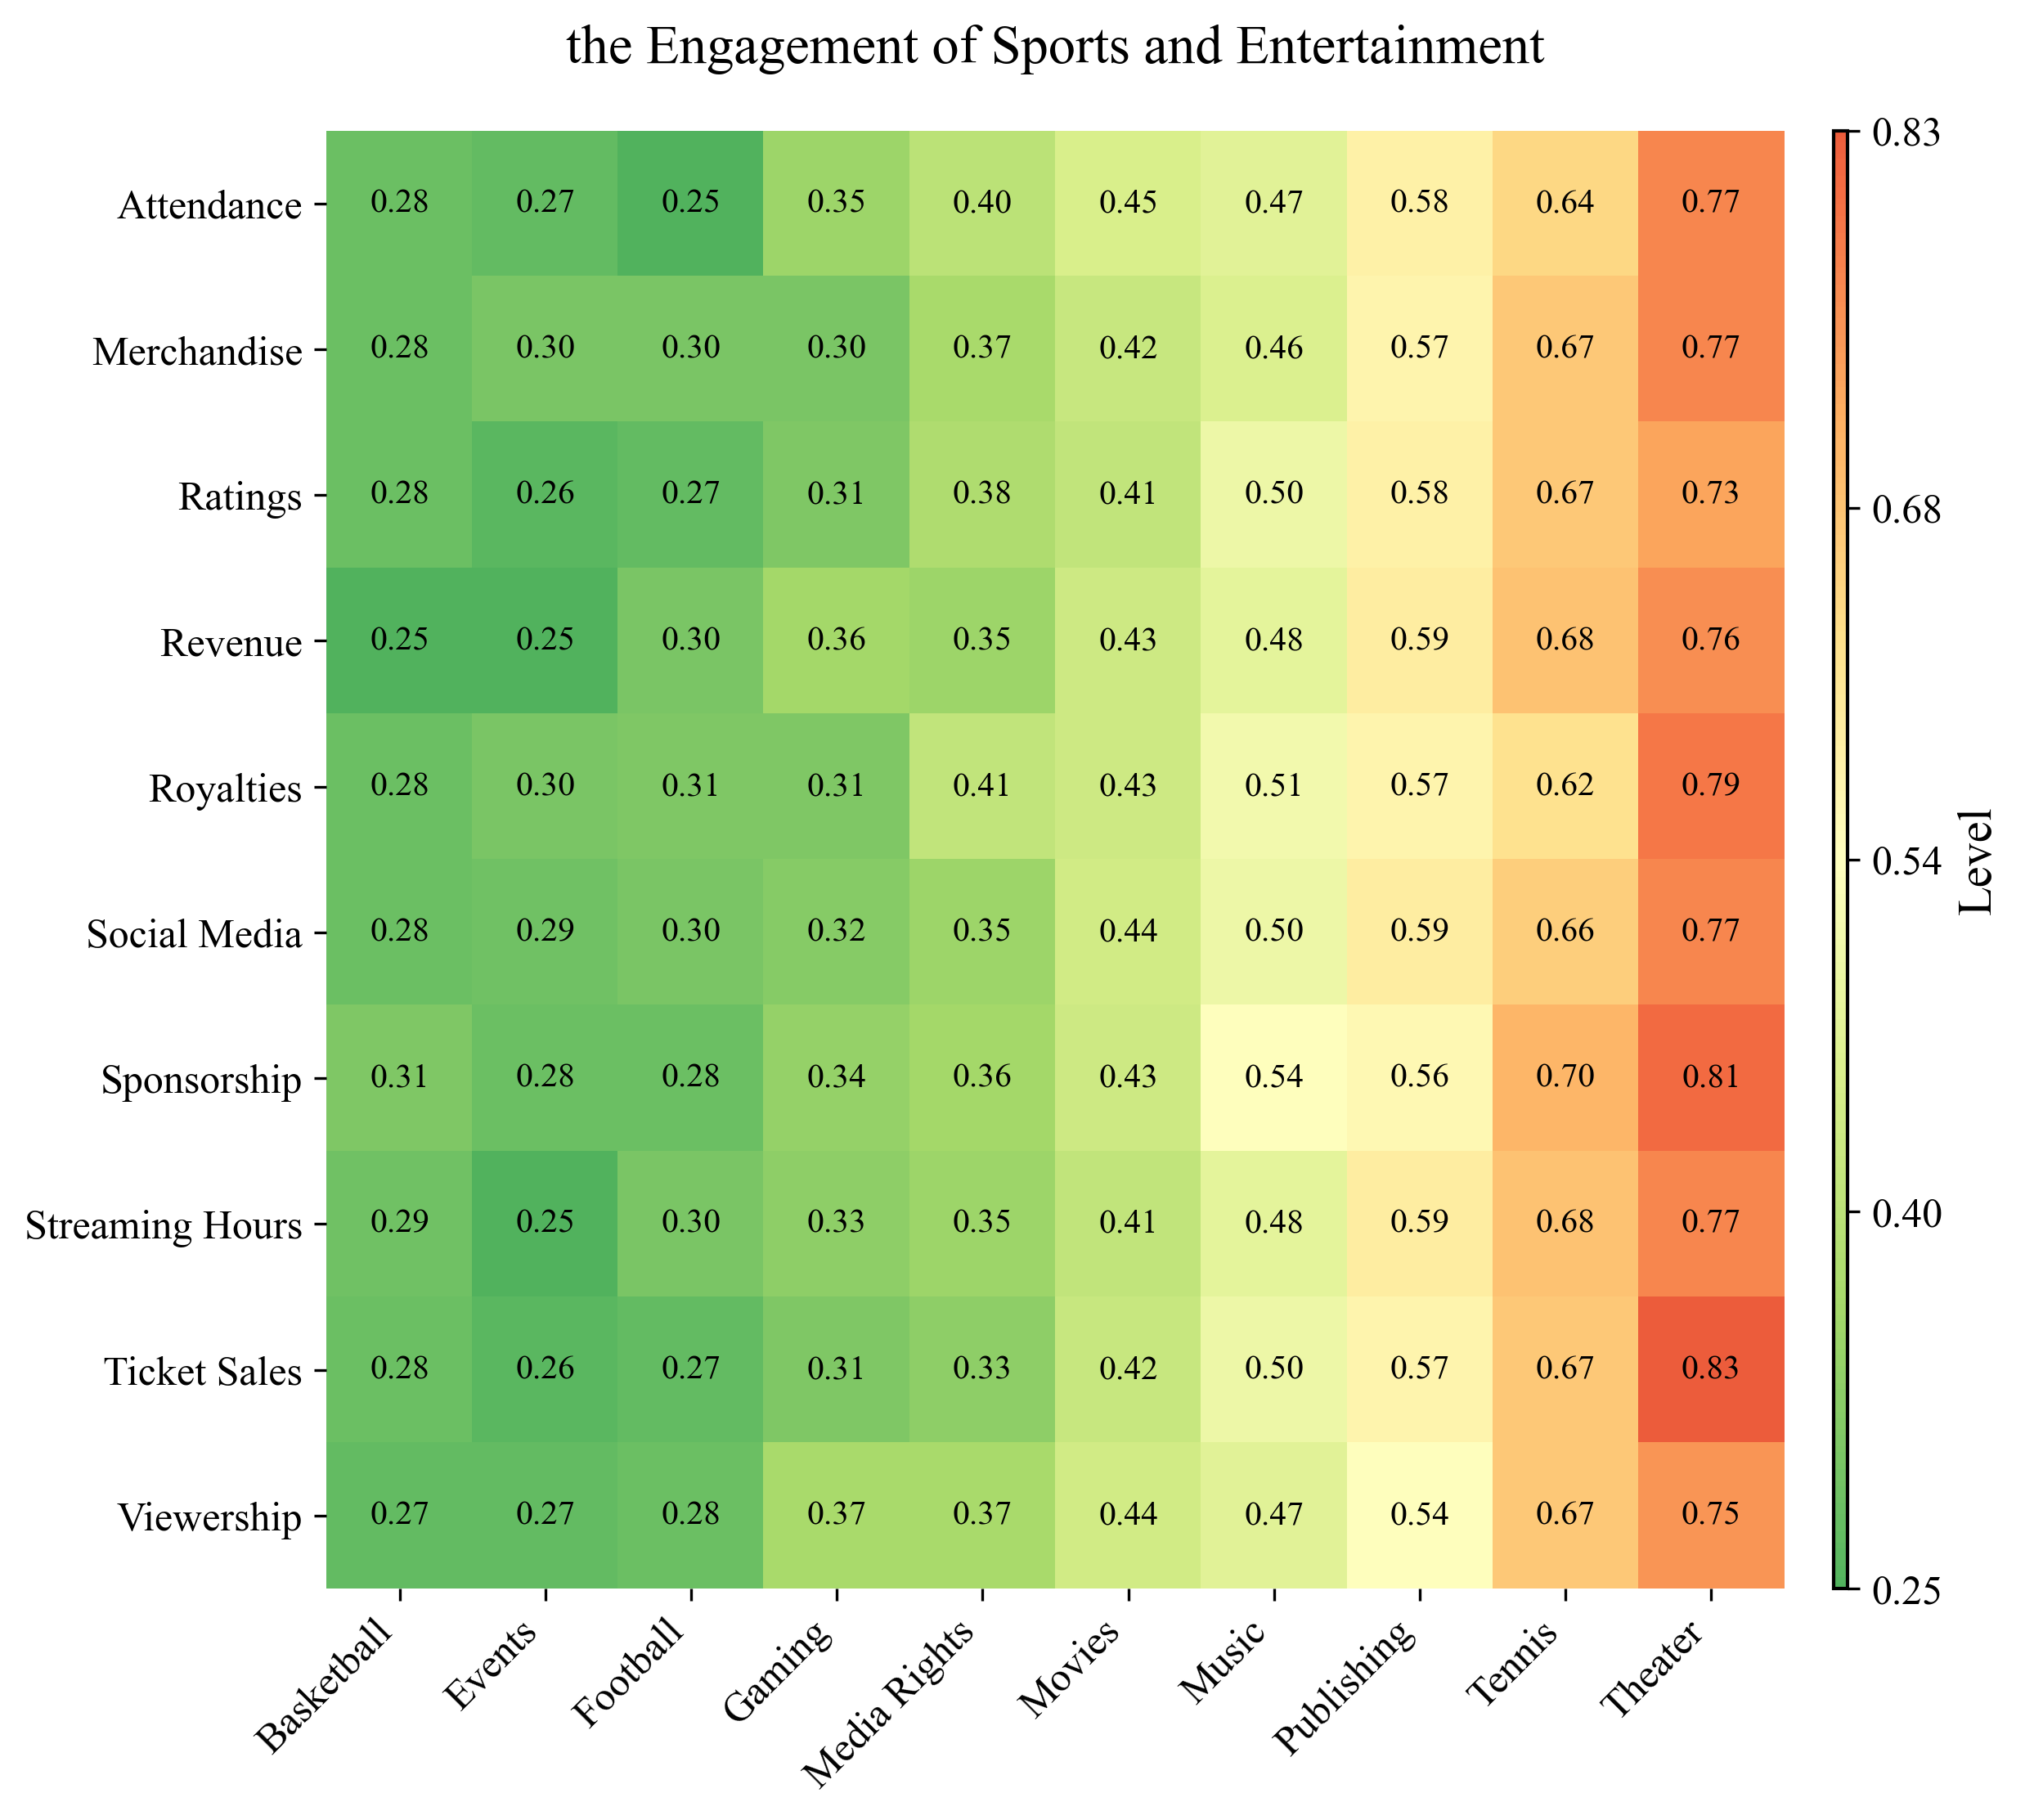 the Engagement of Sports and Entertainment
Attendance 0.28 0.27 0.25 0.35 0.40 0.45 0.47 0.58 0.64 0.77
Merchandise 0.28 0.30 0.30 0.30 0.37 0.42 0.46 0.57 0.67 0.77
Ratings 0.28 0.26 0.27 0.31 0.38 0.41 0.50 0.58 0.67 0.73
Revenue 0.25 0.25 0.30 0.36 0.35 0.43 0.48 0.59 0.68 0.76
Royalties 0.28 0.30 0.31 0.31 0.41 0.43 0.51 0.57 0.62 0.79
Social Media 0.28 0.29 0.30 0.32 0.35 0.44 0.50 0.59 0.66 0.77
Sponsorship 0.31 0.28 0.28 0.34 0.36 0.43 0.54 0.56 0.70 0.81
Streaming Hours 0.29 0.25 0.30 0.33 0.35 0.41 0.48 0.59 0.68 0.77
Ticket Sales 0.28 0.26 0.27 0.31 0.33 0.42 0.50 0.57 0.67 0.83
Viewership 0.27 0.27 0.28 0.37 0.37 0.44 0.47 0.54 0.67 0.75
Basketball Events Football Gaming Media Rights Movies Music Publishing Tennis Theater
0.83
0.68
0.54
0.40
0.25
Level